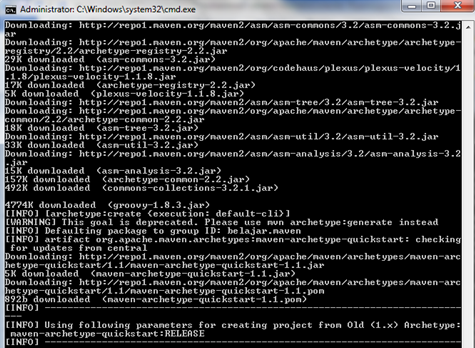 Administrator: C:\Windows\system32\cmd.exe
Downloading: http://repo1.maven.org/maven2/asm/asm-commons/3.2/asm-commons-3.2.j
ar
Downloading: http://repo1.maven.org/maven2/org/apache/maven/archetype/archetype-
registry/2.2/archetype-registry-2.2.jar
29K downloaded  (asm-commons-3.2.jar)
Downloading: http://repo1.maven.org/maven2/org/codehaus/plexus/plexus-velocity/1
.1.8/plexus-velocity-1.1.8.jar
17K downloaded  (archetype-registry-2.2.jar)
5K downloaded  (plexus-velocity-1.1.8.jar)
Downloading: http://repo1.maven.org/maven2/asm/asm-tree/3.2/asm-tree-3.2.jar
Downloading: http://repo1.maven.org/maven2/org/apache/maven/archetype/archetype-
common/2.2/archetype-common-2.2.jar
18K downloaded  (asm-tree-3.2.jar)
Downloading: http://repo1.maven.org/maven2/asm/asm-util/3.2/asm-util-3.2.jar
33K downloaded  (asm-util-3.2.jar)
Downloading: http://repo1.maven.org/maven2/asm/asm-analysis/3.2/asm-analysis-3.2
.jar
15K downloaded  (asm-analysis-3.2.jar)
157K downloaded  (archetype-common-2.2.jar)
492K downloaded  (commons-collections-3.2.1.jar)
4774K downloaded  (groovy-1.8.3.jar)
[INFO] [archetype:create {execution: default-cli}]
[WARNING] This goal is deprecated. Please use mvn archetype:generate instead
[INFO] Defaulting package to group ID: belajar.maven
[INFO] artifact org.apache.maven.archetypes:maven-archetype-quickstart: checking
 for updates from central
Downloading: http://repo1.maven.org/maven2/org/apache/maven/archetypes/maven-arc
hetype-quickstart/1.1/maven-archetype-quickstart-1.1.jar
5K downloaded  (maven-archetype-quickstart-1.1.jar)
Downloading: http://repo1.maven.org/maven2/org/apache/maven/archetypes/maven-arc
hetype-quickstart/1.1/maven-archetype-quickstart-1.1.pom
892b downloaded  (maven-archetype-quickstart-1.1.pom)
[INFO] -------------------------------------------------------------------------
---
[INFO] Using following parameters for creating project from Old (1.x) Archetype:
 maven-archetype-quickstart:RELEASE
[INFO] -------------------------------------------------------------------------